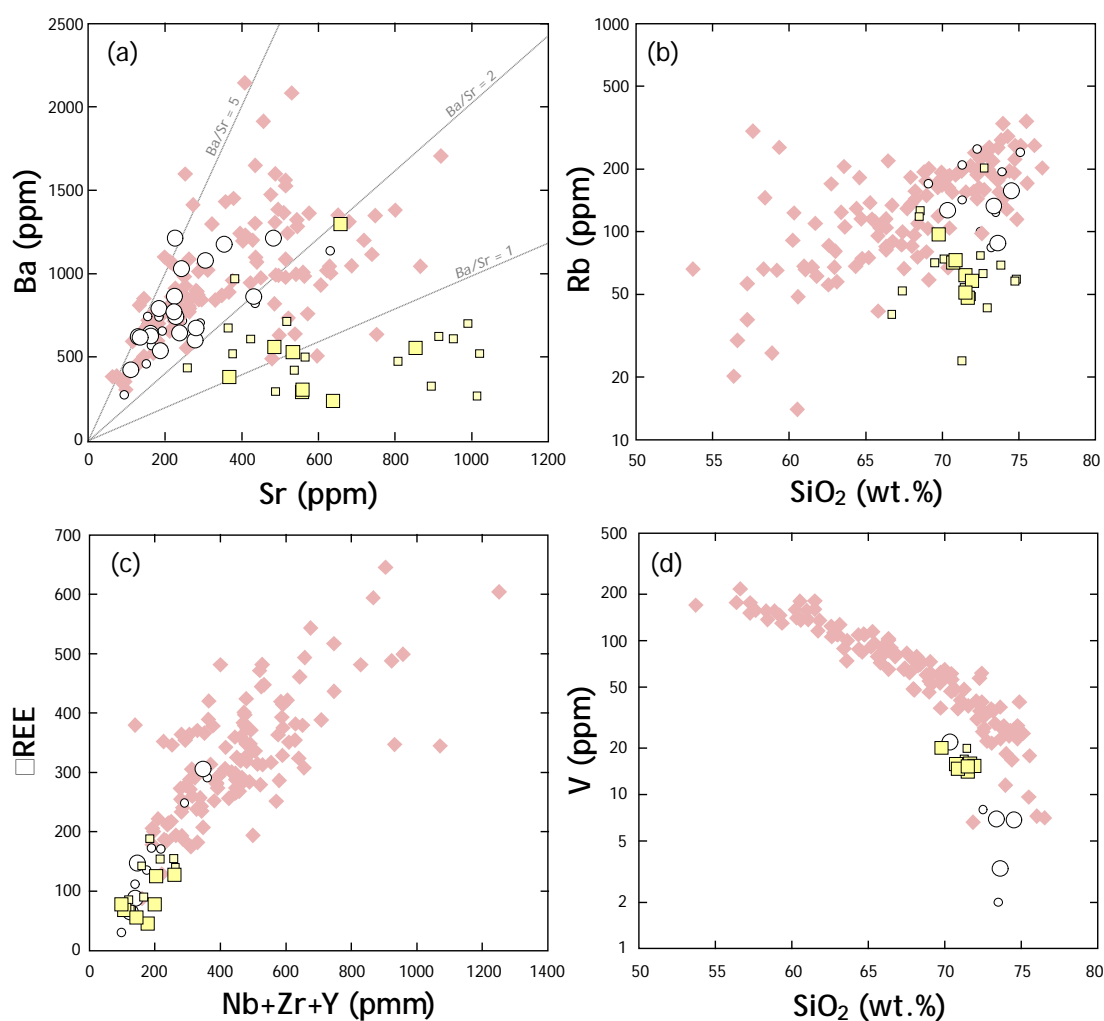 (a)
2500
2000
1500
1000
500
0
Ba (ppm)
Ba/Sr = 5
Ba/Sr = 2
Ba/Sr = 1
0 200 400 600 800 1000 1200
Sr (ppm)
(b)
1000
500
200
100
50
20
10
Rb (ppm)
50 55 60 65 70 75 80
SiO₂ (wt.%)
(c)
700
600
500
400
300
200
100
0
□REE
0 200 400 600 800 1000 1200 1400
Nb+Zr+Y (pmm)
(d)
500
200
100
50
20
10
5
2
1
V (ppm)
50 55 60 65 70 75 80
SiO₂ (wt.%)